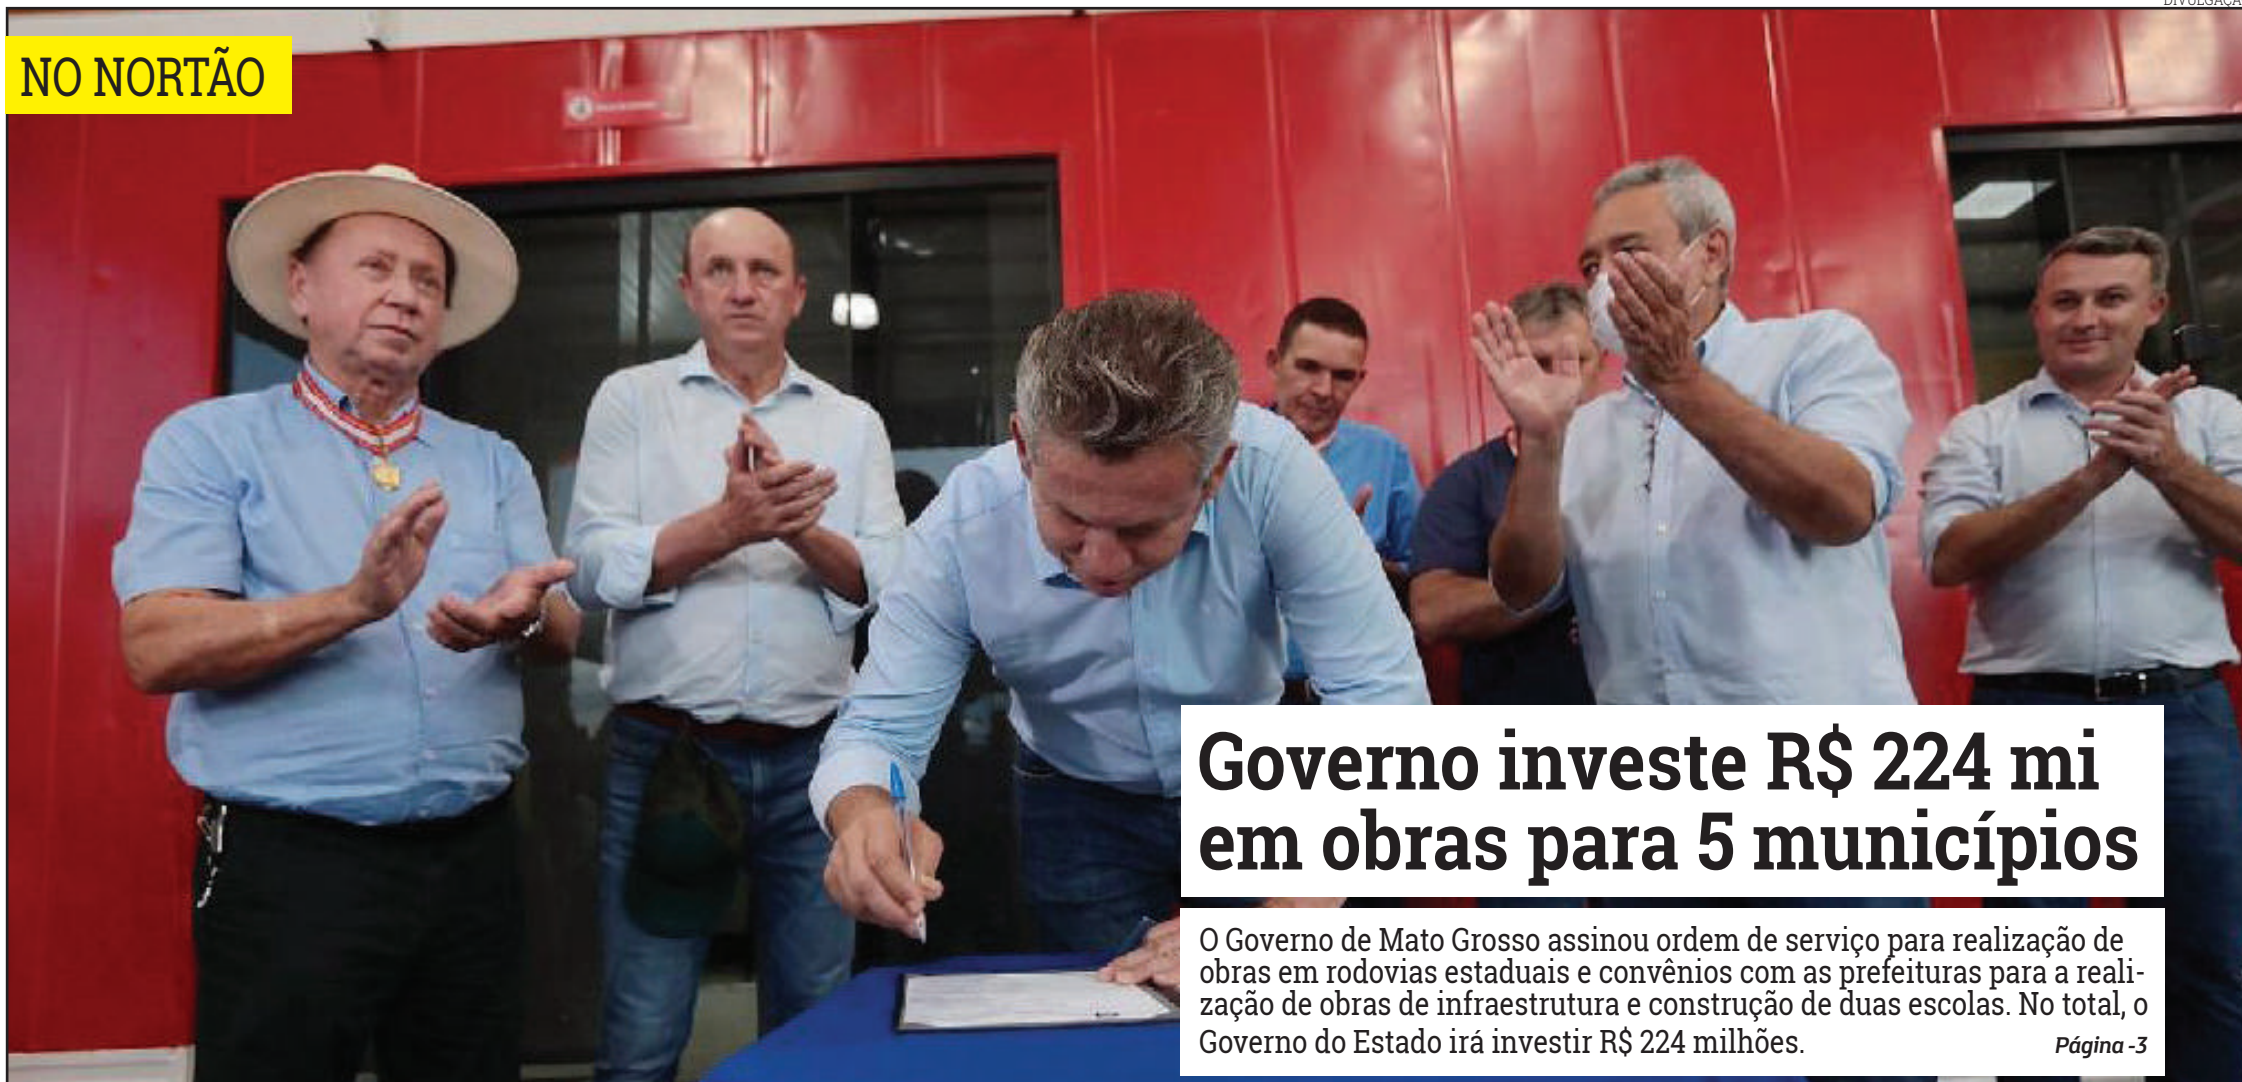 NO NORTÃO
Governo investe R$ 224 mi
em obras para 5 municípios
O Governo de Mato Grosso assinou ordem de serviço para realização de
obras em rodovias estaduais e convênios com as prefeituras para a reali-
zação de obras de infraestrutura e construção de duas escolas. No total, o
Governo do Estado irá investir R$ 224 milhões. Página -3